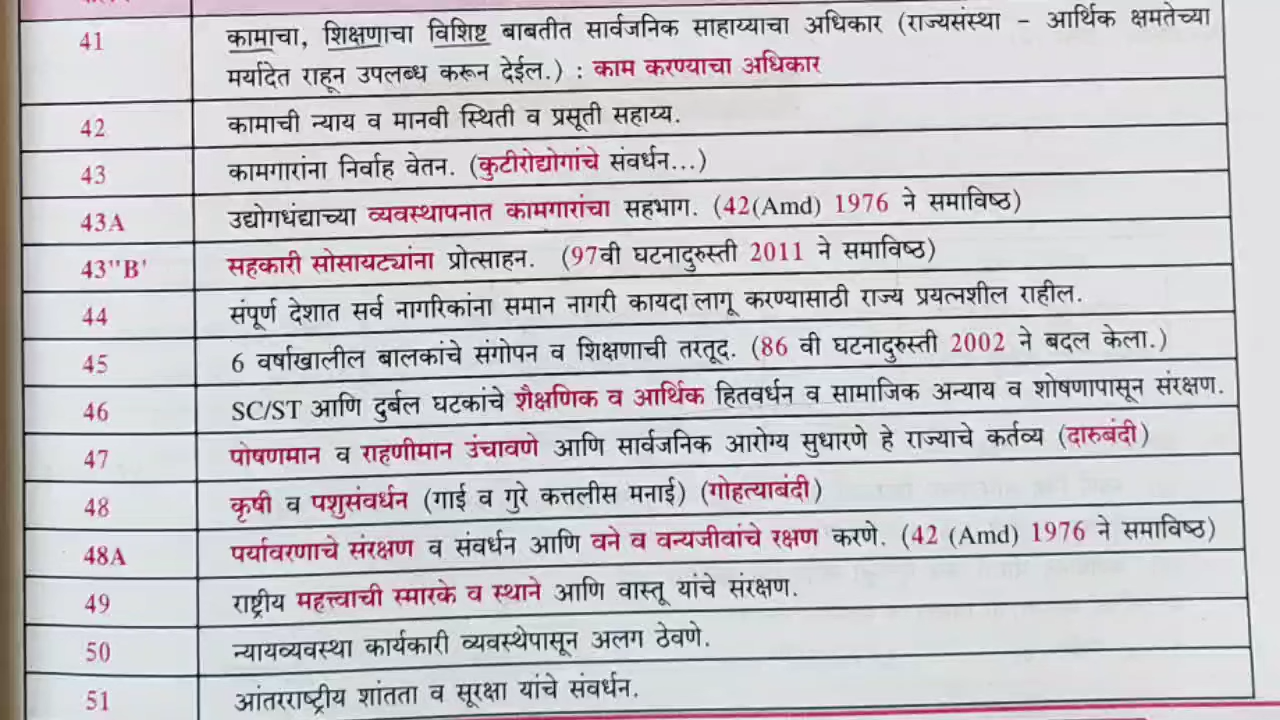 41 कामाचा, शिक्षणाचा विशिष्ट बाबतीत सार्वजनिक साहाय्याचा अधिकार (राज्यसंस्था - आर्थिक क्षमतेच्या
मर्यादेत राहून उपलब्ध करून देईल.) : काम करण्याचा अधिकार
42 कामाची न्याय व मानवी स्थिती व प्रसूती सहाय्य.
43 कामगारांना निर्वाह वेतन. (कुटीरोद्योगांचे संवर्धन...)
43A उद्योगधंद्याच्या व्यवस्थापनात कामगारांचा सहभाग. (42(Amd) 1976 ने समाविष्ठ)
43"B' सहकारी सोसायट्यांना प्रोत्साहन. (97वी घटनादुरुस्ती 2011 ने समाविष्ठ)
44 संपूर्ण देशात सर्व नागरिकांना समान नागरी कायदा लागू करण्यासाठी राज्य प्रयत्नशील राहील.
45 6 वर्षाखालील बालकांचे संगोपन व शिक्षणाची तरतूद. (86 वी घटनादुरुस्ती 2002 ने बदल केला.)
46 SC/ST आणि दुर्बल घटकांचे शैक्षणिक व आर्थिक हितवर्धन व सामाजिक अन्याय व शोषणापासून संरक्षण.
47 पोषणमान व राहणीमान उंचावणे आणि सार्वजनिक आरोग्य सुधारणे हे राज्याचे कर्तव्य (दारुबंदी)
48 कृषी व पशुसंवर्धन (गाई व गुरे कत्तलीस मनाई) (गोहत्याबंदी)
48A पर्यावरणाचे संरक्षण व संवर्धन आणि वने व वन्यजीवांचे रक्षण करणे. (42 (Amd) 1976 ने समाविष्ठ)
49 राष्ट्रीय महत्त्वाची स्मारके व स्थाने आणि वास्तू यांचे संरक्षण.
50 न्यायव्यवस्था कार्यकारी व्यवस्थेपासून अलग ठेवणे.
51 आंतरराष्ट्रीय शांतता व सूरक्षा यांचे संवर्धन.